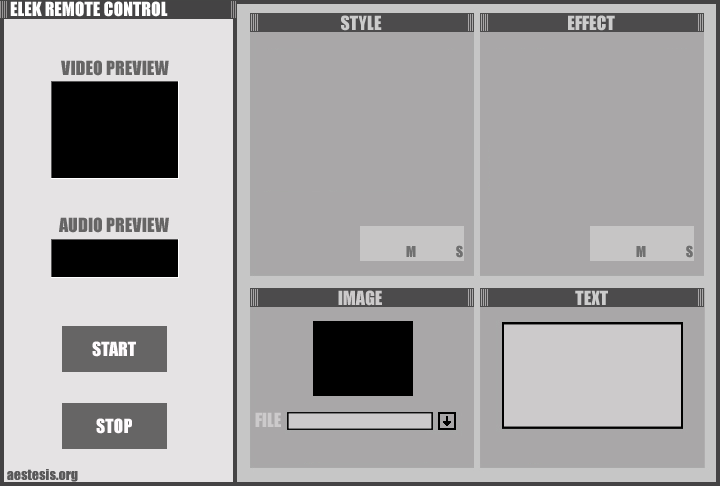 ELEK REMOTE CONTROL
VIDEO PREVIEW
AUDIO PREVIEW
START
STOP
aestesis.org
STYLE
M S
EFFECT
M S
IMAGE
FILE
TEXT